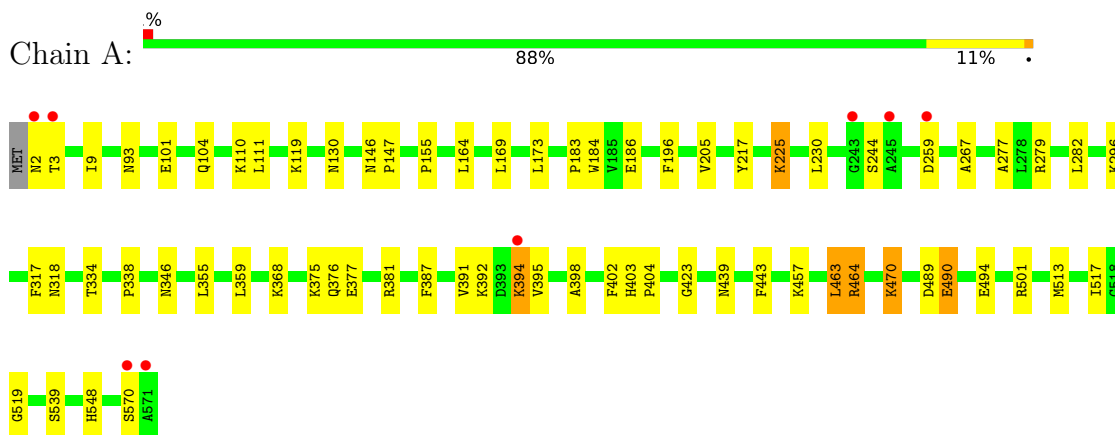 %
Chain A:
88% 11% •
MET N2 T3 I9 N93 E101 Q104 K110 L111 K119 N130 N146 P147 P155 L164 L169 L173 P183 W184 V185 E186 F196 V205 Y217 K225 L230 G243 S244 A245 D259 A267 A277 L278 R279 L282 K296
F317 N318 T334 P338 N346 L355 L359 K368 K375 Q376 E377 R381 F387 V391 K392 D393 K394 V395 A398 F402 H403 P404 G423 N439 F443 K457 L463 R464 K470 D489 E490 E494 R501 M513 I517 G518
G519 S539 H548 S570 A571